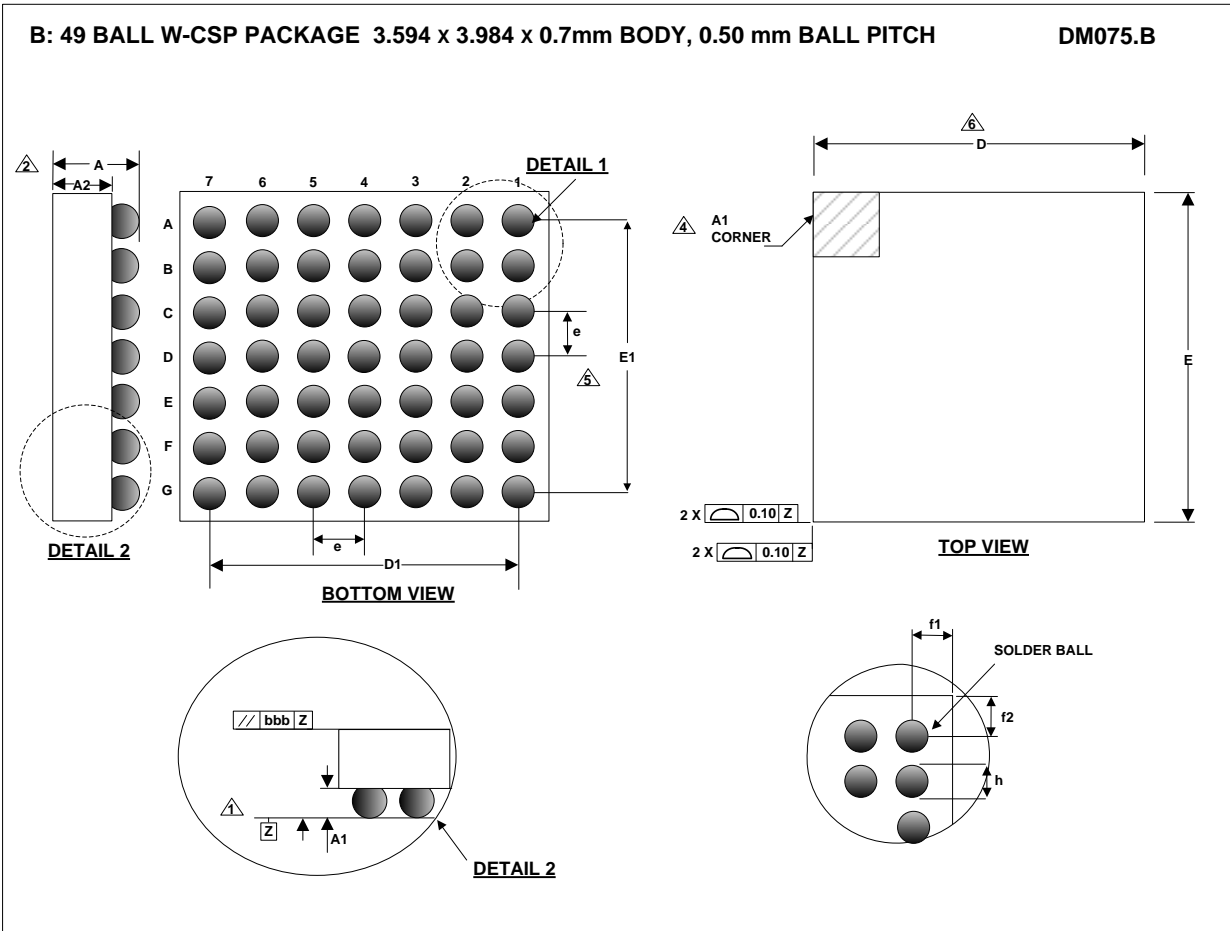 B: 49 BALL W-CSP PACKAGE 3.594 x 3.984 x 0.7mm BODY, 0.50 mm BALL PITCH DM075.B
6
D
2
A
A2
DETAIL 1
7 6 5 4 3 2 1
A
B
C
D
E
F
G
e
E1
5
4
A1
CORNER
E
DETAIL 2
e
D1
BOTTOM VIEW
2 X 0.10 Z
2 X 0.10 Z
TOP VIEW
// bbb Z
1
Z
A1
DETAIL 2
f1
SOLDER BALL
f2
h